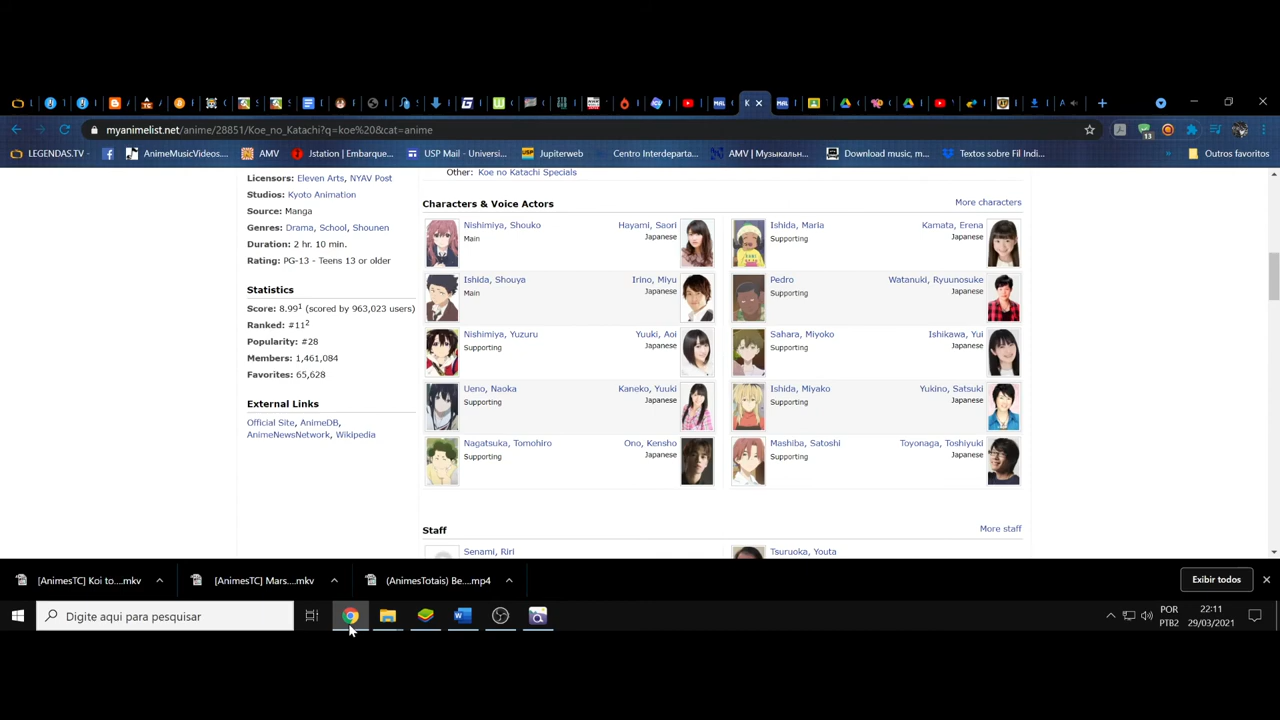 K
myanimelist.net/anime/28851/Koe_no_Katachi?q=koe%20&cat=anime
13
LEGENDAS.TV -
AnimeMusicVideos...
AMV
Jstation | Embarque...
USP Mail - Universi...
Jupiterweb
Centro Interdeparta...
AMV | Музыкальн...
Download music, m...
Textos sobre Fil Indi...
»
Outros favoritos
Licensors: Eleven Arts, NYAV Post
Studios: Kyoto Animation
Source: Manga
Genres: Drama, School, Shounen
Duration: 2 hr. 10 min.
Rating: PG-13 - Teens 13 or older
Statistics
Score: 8.99¹ (scored by 963,023 users)
Ranked: #11²
Popularity: #28
Members: 1,461,084
Favorites: 65,628
External Links
Official Site, AnimeDB,
AnimeNewsNetwork, Wikipedia
Other: Koe no Katachi Specials
Characters & Voice Actors
More characters
Nishimiya, Shouko
Main
Hayami, Saori
Japanese
Ishida, Maria
Supporting
Kamata, Erena
Japanese
Ishida, Shouya
Main
Irino, Miyu
Japanese
Pedro
Supporting
Watanuki, Ryuunosuke
Japanese
Nishimiya, Yuzuru
Supporting
Yuuki, Aoi
Japanese
Sahara, Miyoko
Supporting
Ishikawa, Yui
Japanese
Ueno, Naoka
Supporting
Kaneko, Yuuki
Japanese
Ishida, Miyako
Supporting
Yukino, Satsuki
Japanese
Nagatsuka, Tomohiro
Supporting
Ono, Kensho
Japanese
Mashiba, Satoshi
Supporting
Toyonaga, Toshiyuki
Japanese
Staff
More staff
Senami, Riri
Tsuruoka, Youta
[AnimesTC] Koi to....mkv
[AnimesTC] Mars....mkv
(AnimesTotais) Be....mp4
Exibir todos
Digite aqui para pesquisar
POR
PTB2
22:11
29/03/2021